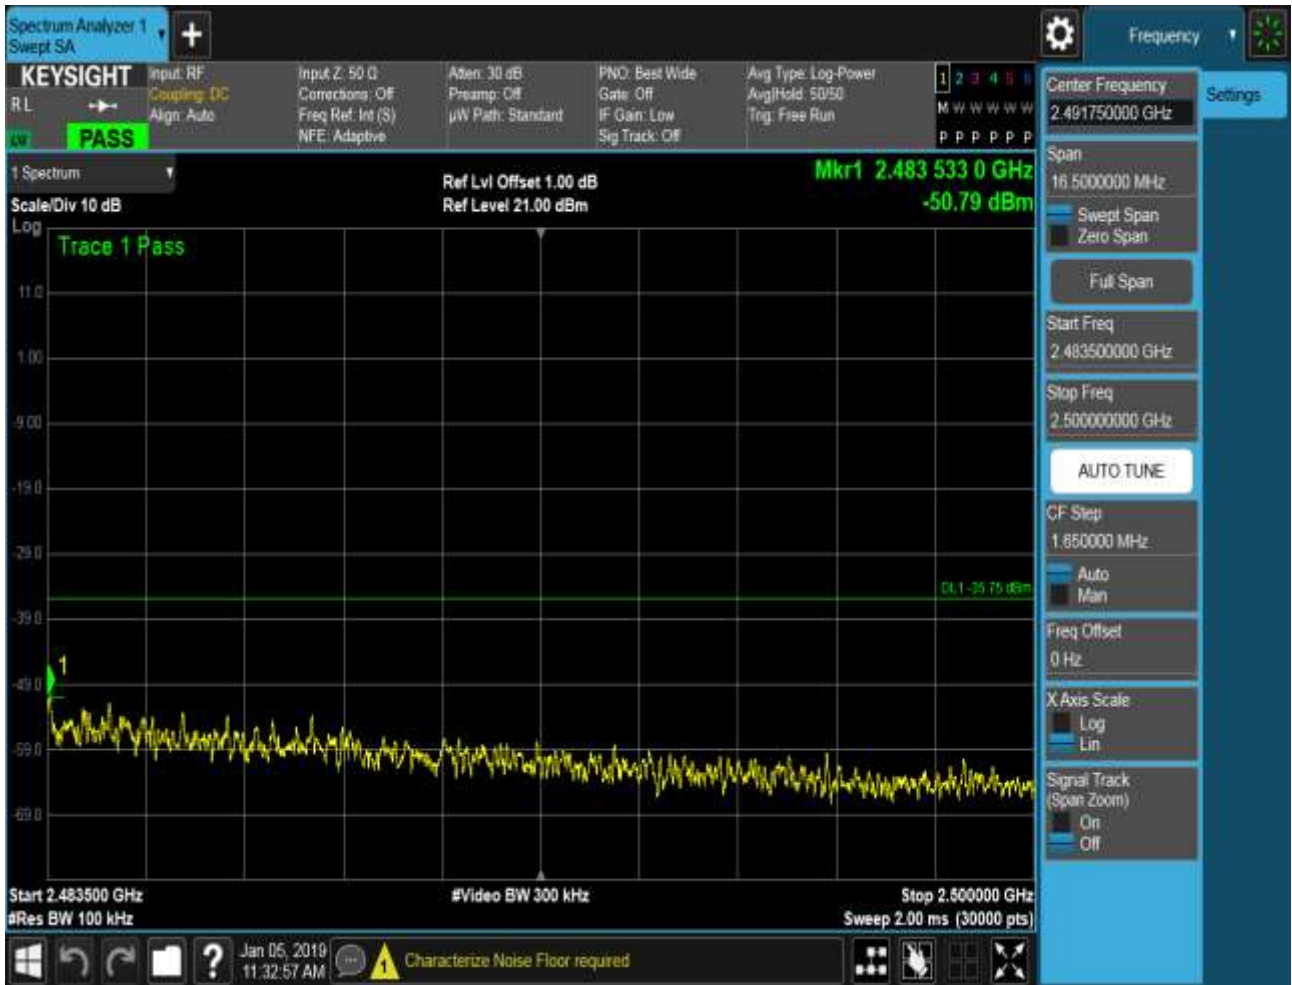 Spectrum Analyzer 1
Swept SA
Frequency
KEYSIGHT
R L
PASS
Input: RF
Coupling: DC
Align: Auto
Input Z: 50 Ω
Corrections: Off
Freq Ref: Int (S)
NFE: Adaptive
Atten: 30 dB
Preamp: Off
µW Path: Standard
PNO: Best Wide
Gate: Off
IF Gain: Low
Sig Track: Off
Avg Type: Log-Power
Avg|Hold: 50/50
Trig: Free Run
1 2 3 4 5 6
M W W W W W
P P P P P P
1 Spectrum
Scale/Div 10 dB
Log
Ref Lvl Offset 1.00 dB
Ref Level 21.00 dBm
Mkr1 2.483 533 0 GHz
-50.79 dBm
Trace 1 Pass
11.0
1.00
-9.00
-19.0
-29.0
DL1 -35.75 dBm
-39.0
1
-49.0
-59.0
-69.0
Start 2.483500 GHz
#Res BW 100 kHz
#Video BW 300 kHz
Stop 2.500000 GHz
Sweep 2.00 ms (30000 pts)
Center Frequency
2.491750000 GHz
Settings
Span
16.5000000 MHz
Swept Span
Zero Span
Full Span
Start Freq
2.483500000 GHz
Stop Freq
2.500000000 GHz
AUTO TUNE
CF Step
1.650000 MHz
Auto
Man
Freq Offset
0 Hz
X Axis Scale
Log
Lin
Signal Track
(Span Zoom)
On
Off
?
Jan 05, 2019
11:32:57 AM
1
Characterize Noise Floor required